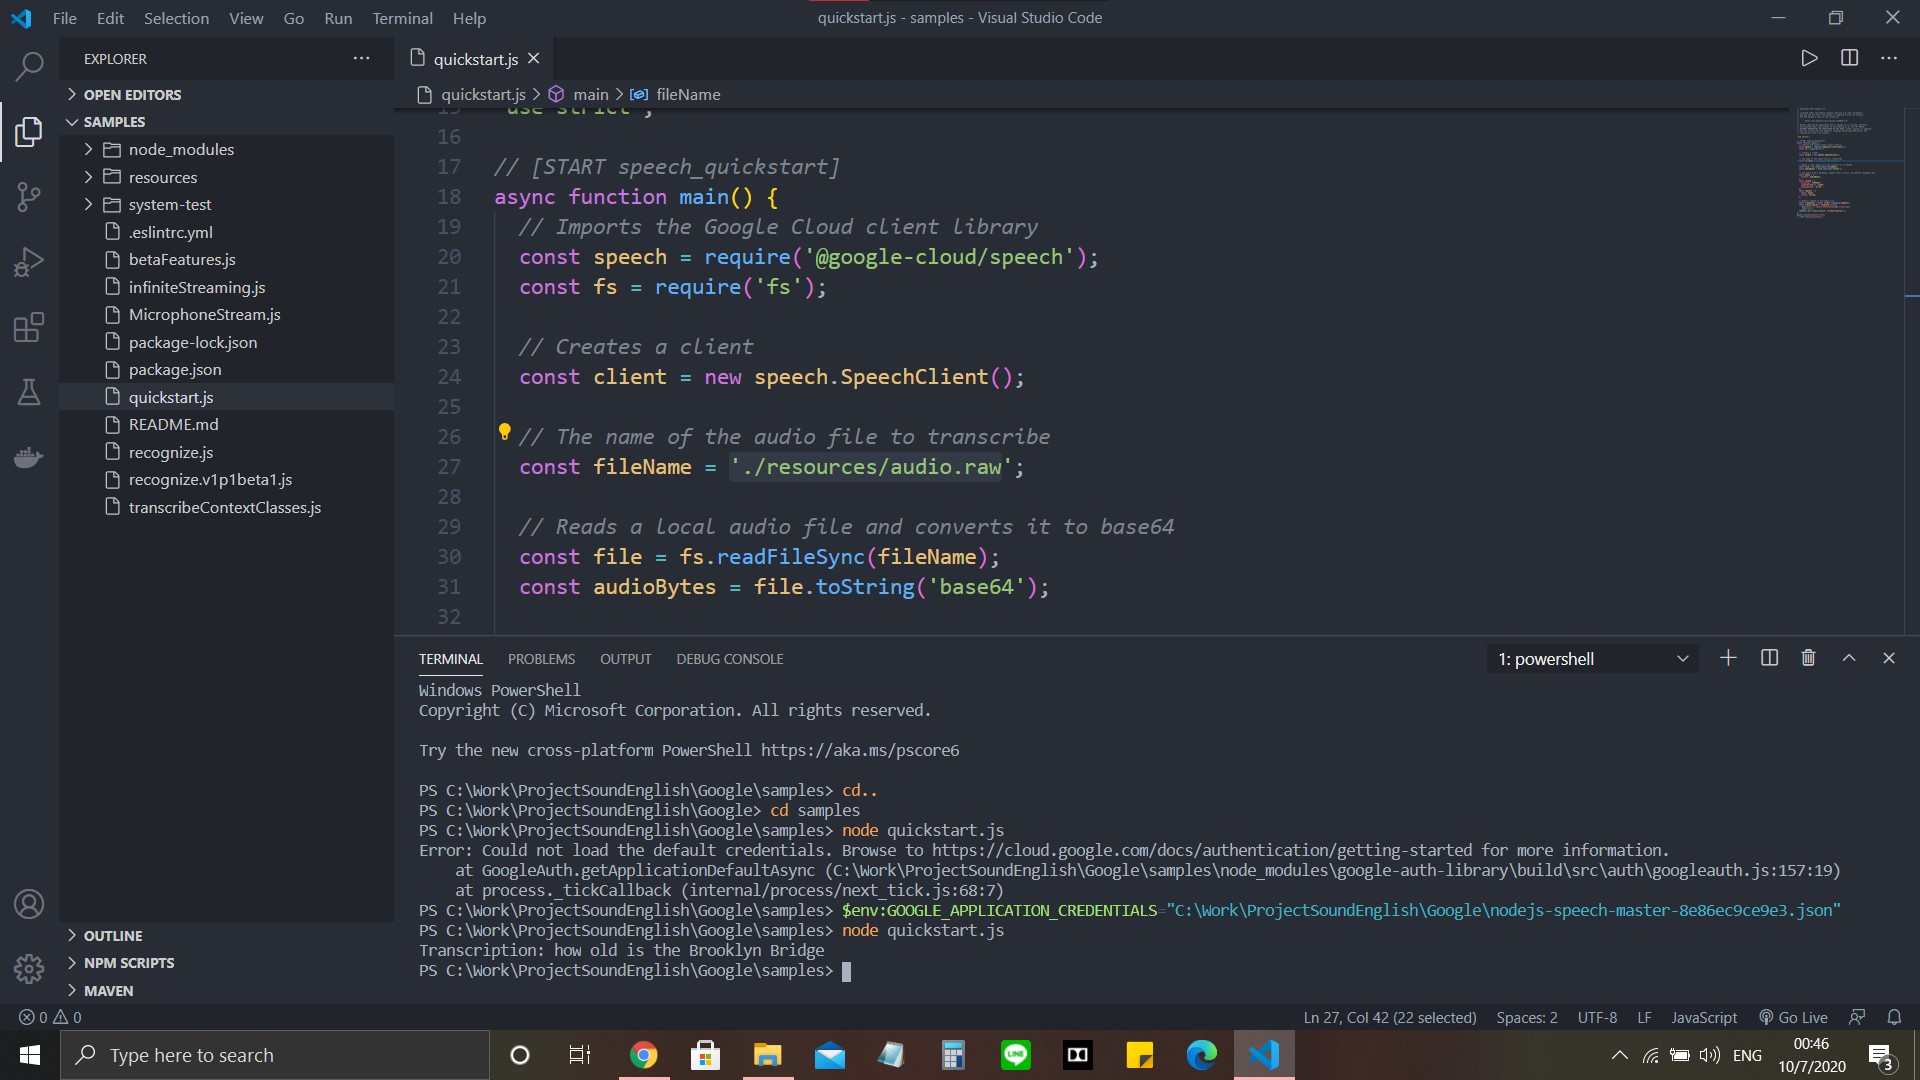 File Edit Selection View Go Run Terminal Help
quickstart.js - samples - Visual Studio Code
EXPLORER
OPEN EDITORS
SAMPLES
node_modules
resources
system-test
.eslintrc.yml
betaFeatures.js
infiniteStreaming.js
MicrophoneStream.js
package-lock.json
package.json
quickstart.js
README.md
recognize.js
recognize.v1p1beta1.js
transcribeContextClasses.js
OUTLINE
NPM SCRIPTS
MAVEN
quickstart.js
quickstart.js > main > fileName
15 'use strict';
16
17 // [START speech_quickstart]
18 async function main() {
19 // Imports the Google Cloud client library
20 const speech = require('@google-cloud/speech');
21 const fs = require('fs');
22
23 // Creates a client
24 const client = new speech.SpeechClient();
25
26 // The name of the audio file to transcribe
27 const fileName = './resources/audio.raw';
28
29 // Reads a local audio file and converts it to base64
30 const file = fs.readFileSync(fileName);
31 const audioBytes = file.toString('base64');
32
TERMINAL PROBLEMS OUTPUT DEBUG CONSOLE
1: powershell
Windows PowerShell
Copyright (C) Microsoft Corporation. All rights reserved.
Try the new cross-platform PowerShell https://aka.ms/pscore6
PS C:\Work\ProjectSoundEnglish\Google\samples> cd..
PS C:\Work\ProjectSoundEnglish\Google> cd samples
PS C:\Work\ProjectSoundEnglish\Google\samples> node quickstart.js
Error: Could not load the default credentials. Browse to https://cloud.google.com/docs/authentication/getting-started for more information.
at GoogleAuth.getApplicationDefaultAsync (C:\Work\ProjectSoundEnglish\Google\samples\node_modules\google-auth-library\build\src\auth\googleauth.js:157:19)
at process._tickCallback (internal/process/next_tick.js:68:7)
PS C:\Work\ProjectSoundEnglish\Google\samples> $env:GOOGLE_APPLICATION_CREDENTIALS="C:\Work\ProjectSoundEnglish\Google\nodejs-speech-master-8e86ec9ce9e3.json"
PS C:\Work\ProjectSoundEnglish\Google\samples> node quickstart.js
Transcription: how old is the Brooklyn Bridge
PS C:\Work\ProjectSoundEnglish\Google\samples>
0 0
Ln 27, Col 42 (22 selected) Spaces: 2 UTF-8 LF JavaScript Go Live
Type here to search
LINE
ENG
00:46
10/7/2020
3